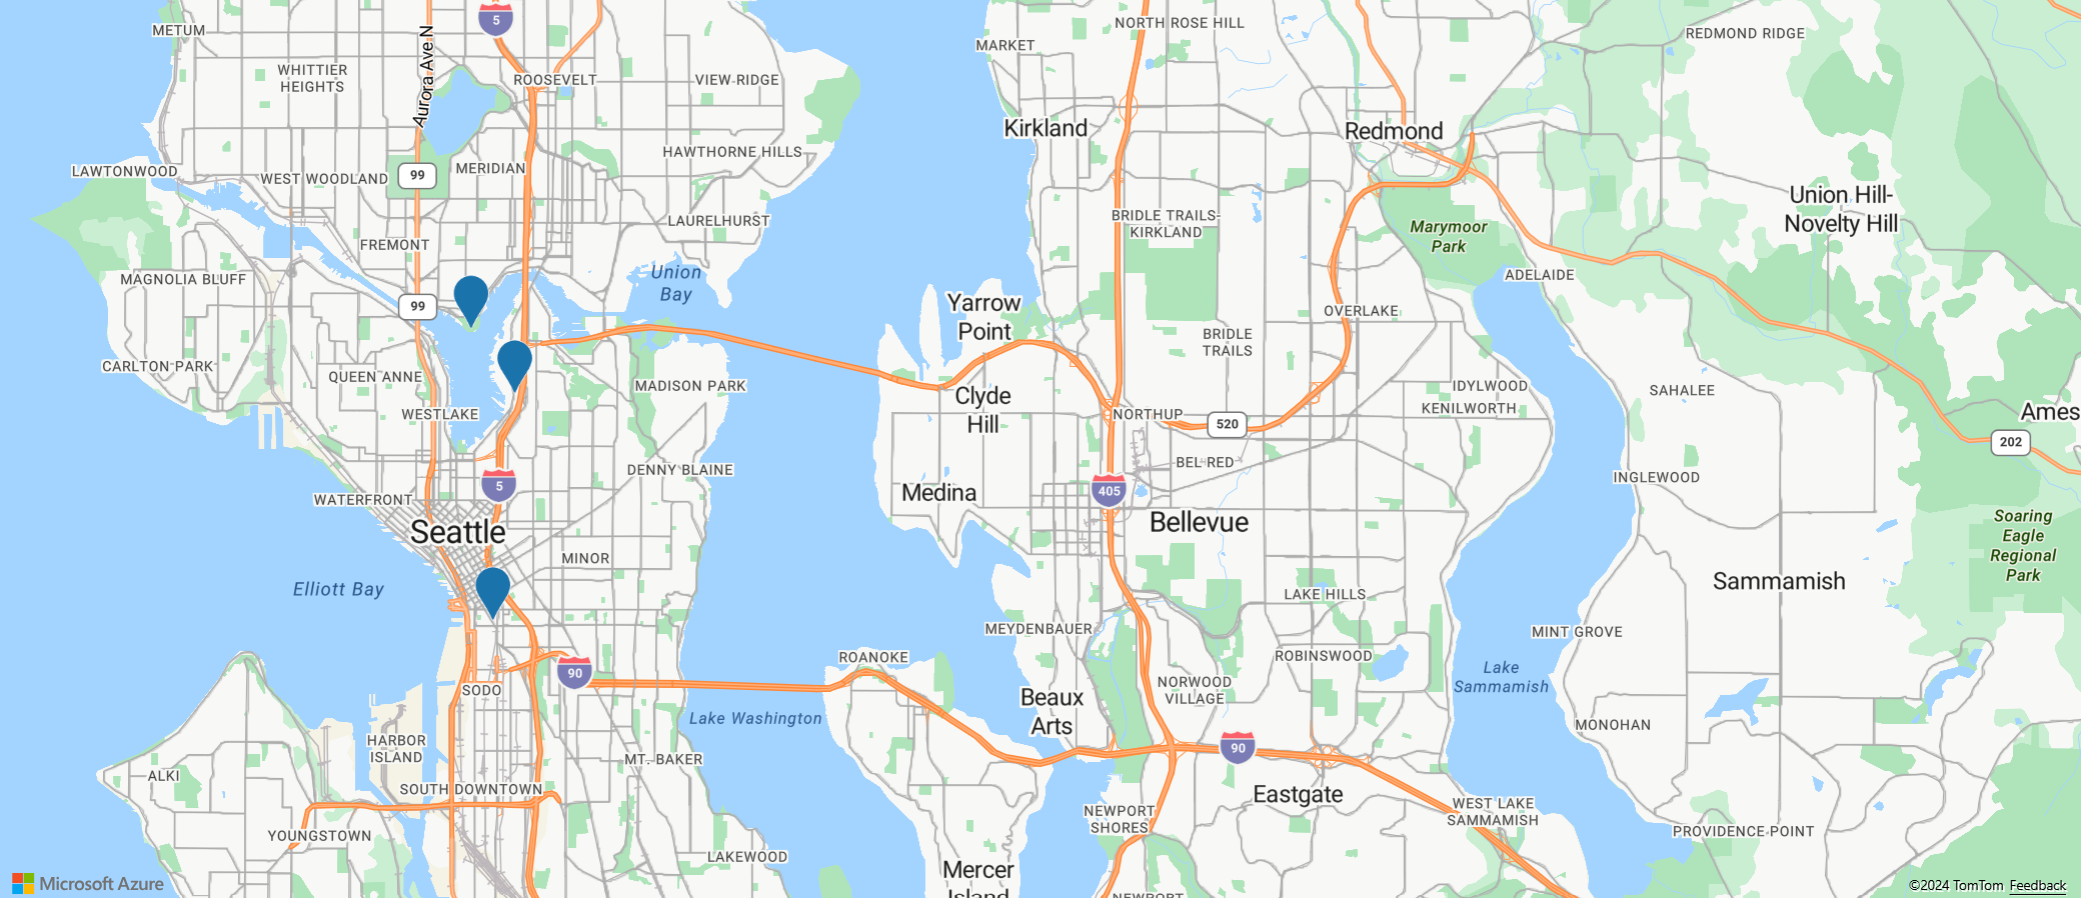 5
METUM
NORTH ROSE HILL
MARKET
REDMOND RIDGE
WHITTIER
HEIGHTS
Aurora Ave N
ROOSEVELT
VIEW RIDGE
Kirkland
Redmond
HAWTHORNE HILLS
LAWTONWOOD
WEST WOODLAND
99
MERIDIAN
Union Hill-
Novelty Hill
LAURELHURST
BRIDLE TRAILS-
KIRKLAND
Marymoor
Park
FREMONT
MAGNOLIA BLUFF
Union
Bay
ADELAIDE
99
Yarrow
Point
OVERLAKE
BRIDLE
TRAILS
CARLTON PARK
QUEEN ANNE
MADISON PARK
Clyde
Hill
IDYLWOOD
SAHALEE
WESTLAKE
NORTHUP
KENILWORTH
Ames
520
202
DENNY BLAINE
BEL RED
INGLEWOOD
5
405
WATERFRONT
Medina
Seattle
Bellevue
Soaring
Eagle
Regional
Park
MINOR
Elliott Bay
LAKE HILLS
Sammamish
MEYDENBAUER
MINT GROVE
ROANOKE
ROBINSWOOD
90
Lake
Sammamish
SODO
NORWOOD
VILLAGE
Beaux
Arts
Lake Washington
MONOHAN
HARBOR
ISLAND
90
MT. BAKER
ALKI
SOUTH DOWNTOWN
Eastgate
NEWPORT
SHORES
WEST LAKE
SAMMAMISH
YOUNGSTOWN
PROVIDENCE POINT
LAKEWOOD
Mercer
Island
NEWPORT
Microsoft Azure
©2024 TomTom Feedback